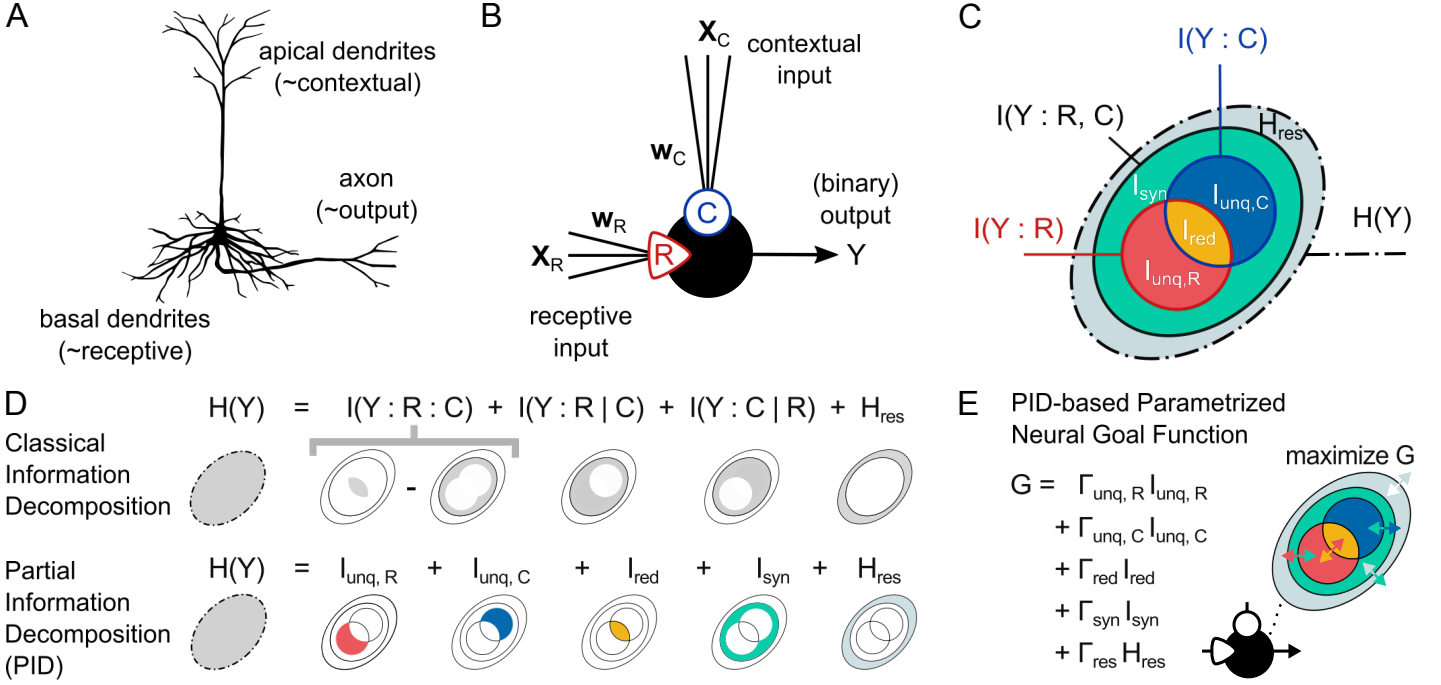 A
apical dendrites
(~contextual)
axon
(~output)
basal dendrites
(~receptive)
B
X_C
contextual
input
w_C
(binary)
output
C
w_R
X_R
R
Y
receptive
input
C
I(Y : C)
I(Y : R, C)
H_res
I_syn
I_unq,C
I(Y : R)
I_red
H(Y)
I_unq,R
D
H(Y) = I(Y : R : C) + I(Y : R | C) + I(Y : C | R) + H_res
Classical
Information
Decomposition
-
Partial
Information
Decomposition
(PID)
H(Y) = I_unq, R + I_unq, C + I_red + I_syn + H_res
E
PID-based Parametrized
Neural Goal Function
maximize G
G = Γ_unq, R I_unq, R
+ Γ_unq, C I_unq, C
+ Γ_red I_red
+ Γ_syn I_syn
+ Γ_res H_res